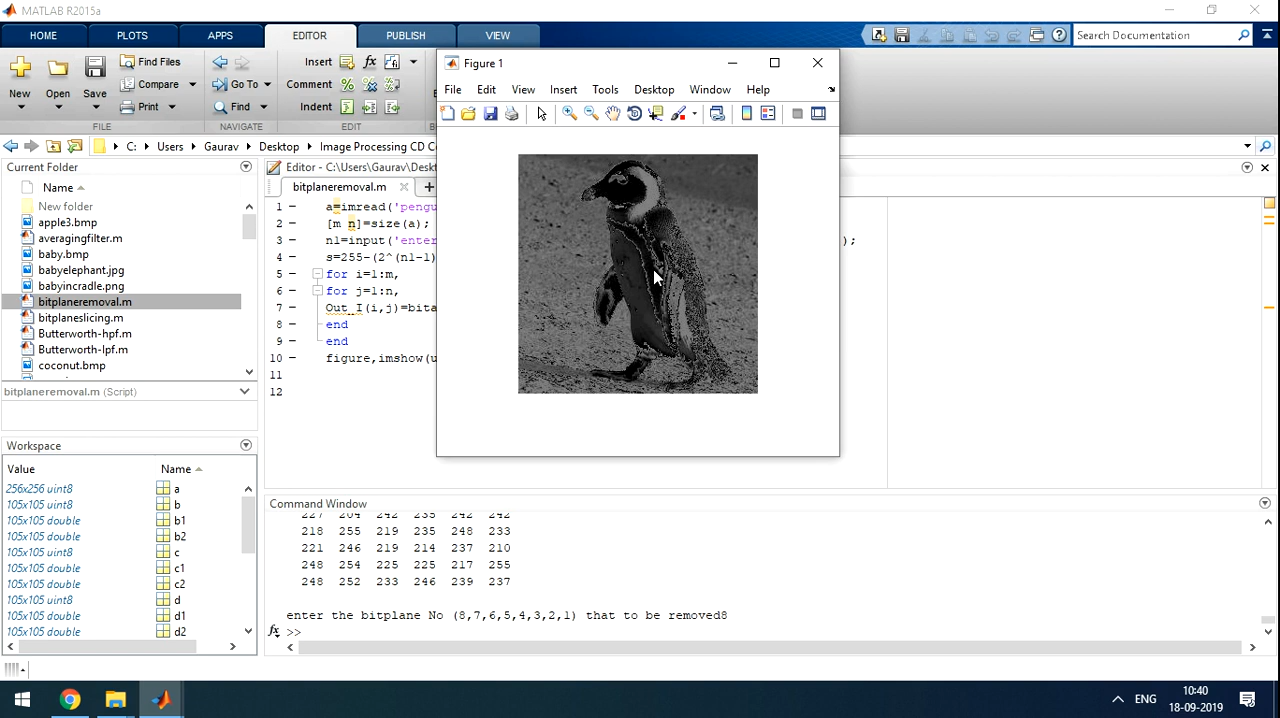 MATLAB R2015a
HOME PLOTS APPS EDITOR PUBLISH VIEW
Search Documentation
New Open Save
Find Files
Compare
Print
Go To
Find
Insert
Comment
Indent
FILE NAVIGATE EDIT
C: Users Gaurav Desktop Image Processing CD
Current Folder
Name
New folder
apple3.bmp
averagingfilter.m
baby.bmp
babyelephant.jpg
babyincradle.png
bitplaneremoval.m
bitplaneslicing.m
Butterworth-hpf.m
Butterworth-lpf.m
coconut.bmp
bitplaneremoval.m (Script)
Workspace
Value Name
256x256 uint8 a
105x105 uint8 b
105x105 double b1
105x105 double b2
105x105 uint8 c
105x105 double c1
105x105 double c2
105x105 uint8 d
105x105 double d1
105x105 double d2
Editor - C:\Users\Gaurav\Deskt
bitplaneremoval.m
1 a=imread('pengu
2 [m n]=size(a);
3 n1=input('enter );
4 s=255-(2^(n1-1)
5 for i=1:m,
6 for j=1:n,
7 Out_I(i,j)=bita
8 end
9 end
10 figure,imshow(u
11
12
Figure 1
File Edit View Insert Tools Desktop Window Help
Command Window
227 204 242 235 242 242
218 255 219 235 248 233
221 246 219 214 237 210
248 254 225 225 217 255
248 252 233 246 239 237
enter the bitplane No (8,7,6,5,4,3,2,1) that to be removed8
fx >>
ENG
10:40
18-09-2019